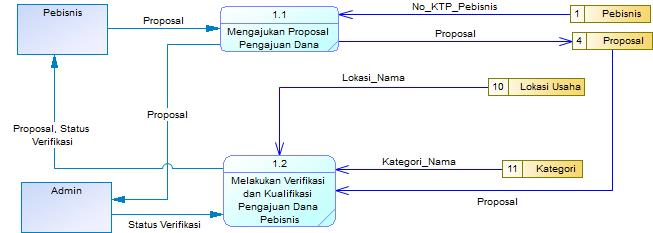 Pebisnis
Proposal
1.1
Mengajukan Proposal
Pengajuan Dana
No_KTP_Pebisnis
1 Pebisnis
Proposal
4 Proposal
Lokasi_Nama
10 Lokasi Usaha
Proposal
Proposal, Status
Verifikasi
1.2
Melakukan Verifikasi
dan Kualifikasi
Pengajuan Dana
Pebisnis
Kategori_Nama
11 Kategori
Proposal
Admin
Status Verifikasi